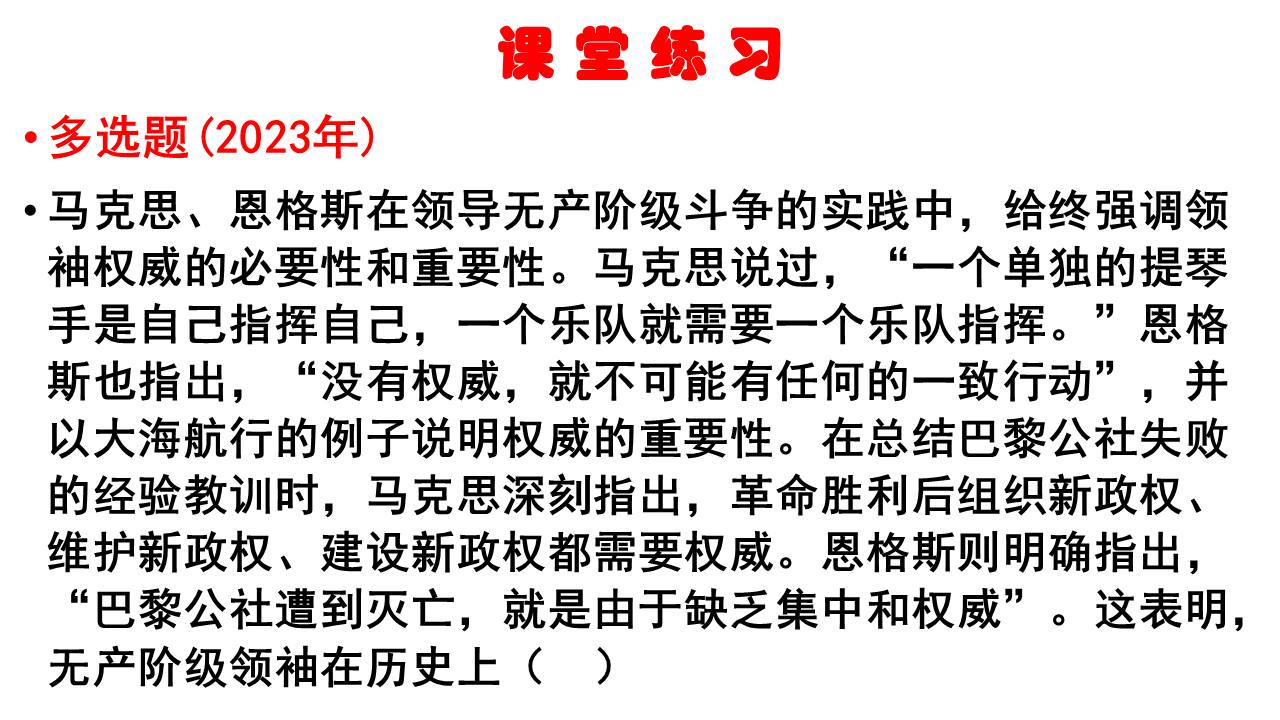 课堂练习
•多选题(2023年)
•马克思、恩格斯在领导无产阶级斗争的实践中，给终强调领
袖权威的必要性和重要性。马克思说过，“一个单独的提琴
手是自己指挥自己，一个乐队就需要一个乐队指挥。”恩格
斯也指出，“没有权威，就不可能有任何的一致行动”，并
以大海航行的例子说明权威的重要性。在总结巴黎公社失败
的经验教训时，马克思深刻指出，革命胜利后组织新政权、
维护新政权、建设新政权都需要权威。恩格斯则明确指出，
“巴黎公社遭到灭亡，就是由于缺乏集中和权威”。这表明，
无产阶级领袖在历史上（ ）